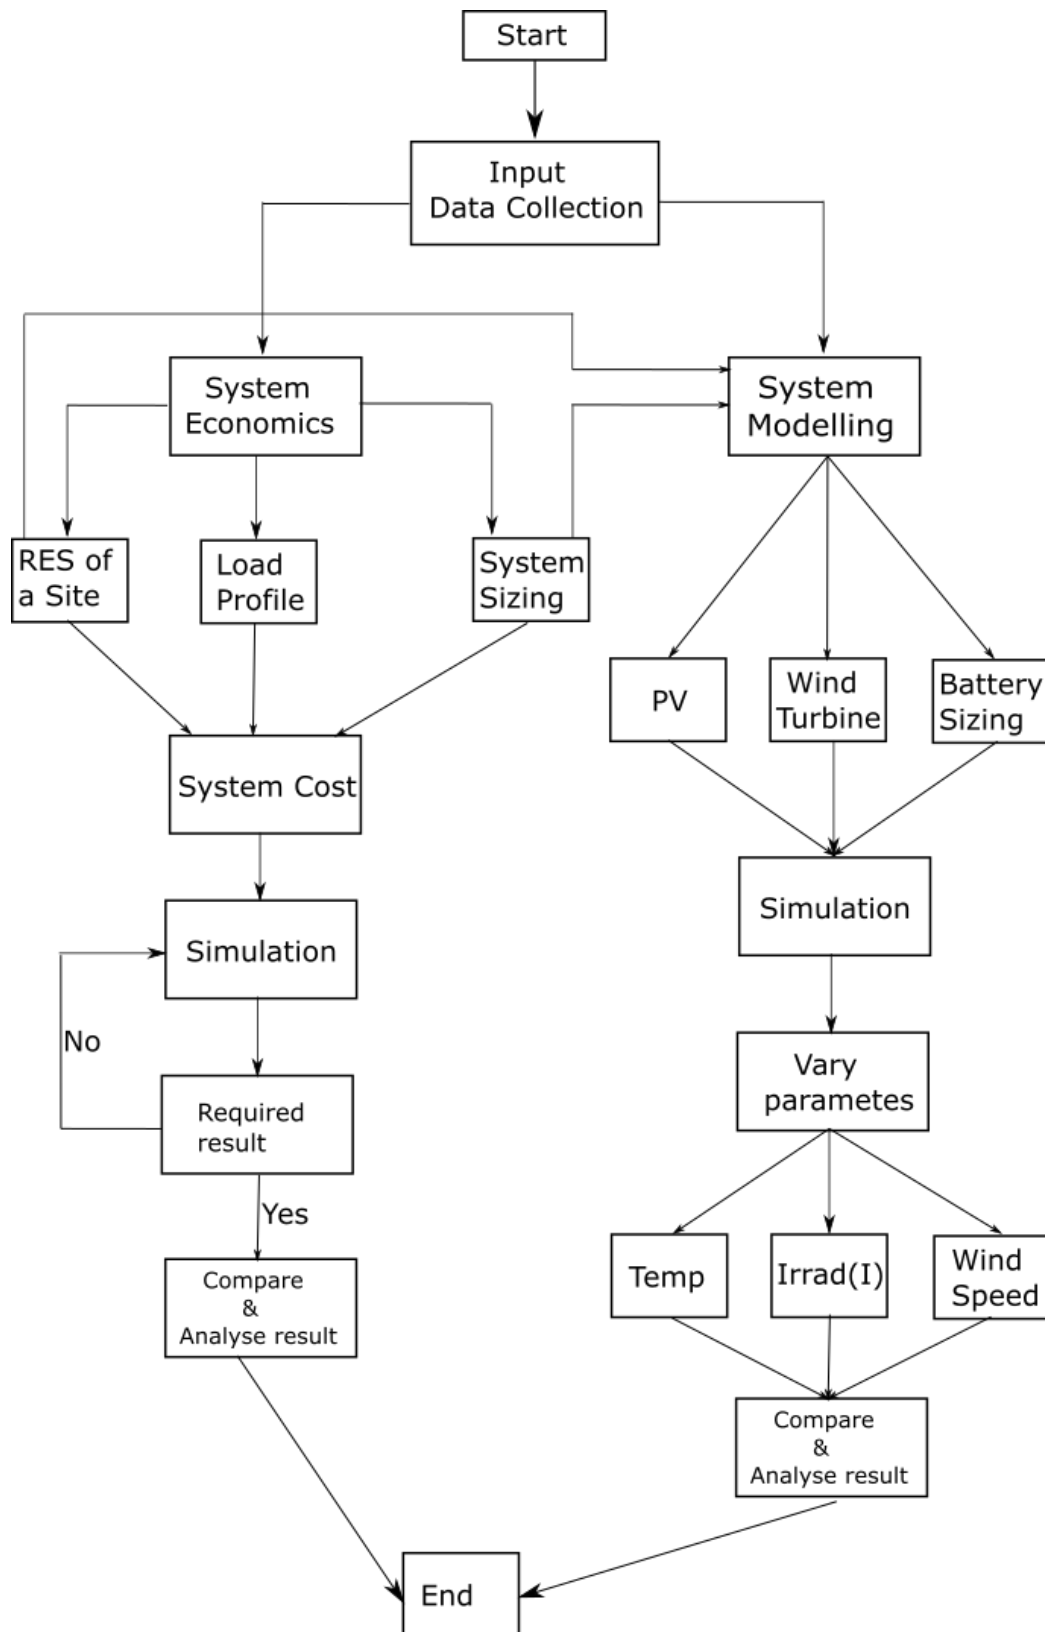 Start
Input
Data Collection
System
Economics
System
Modelling
RES of
a Site
Load
Profile
System
Sizing
PV
Wind
Turbine
Battery
Sizing
System Cost
Simulation
Simulation
No
Vary
parametes
Required
result
Yes
Temp
Irrad(I)
Wind
Speed
Compare
&
Analyse result
Compare
&
Analyse result
End